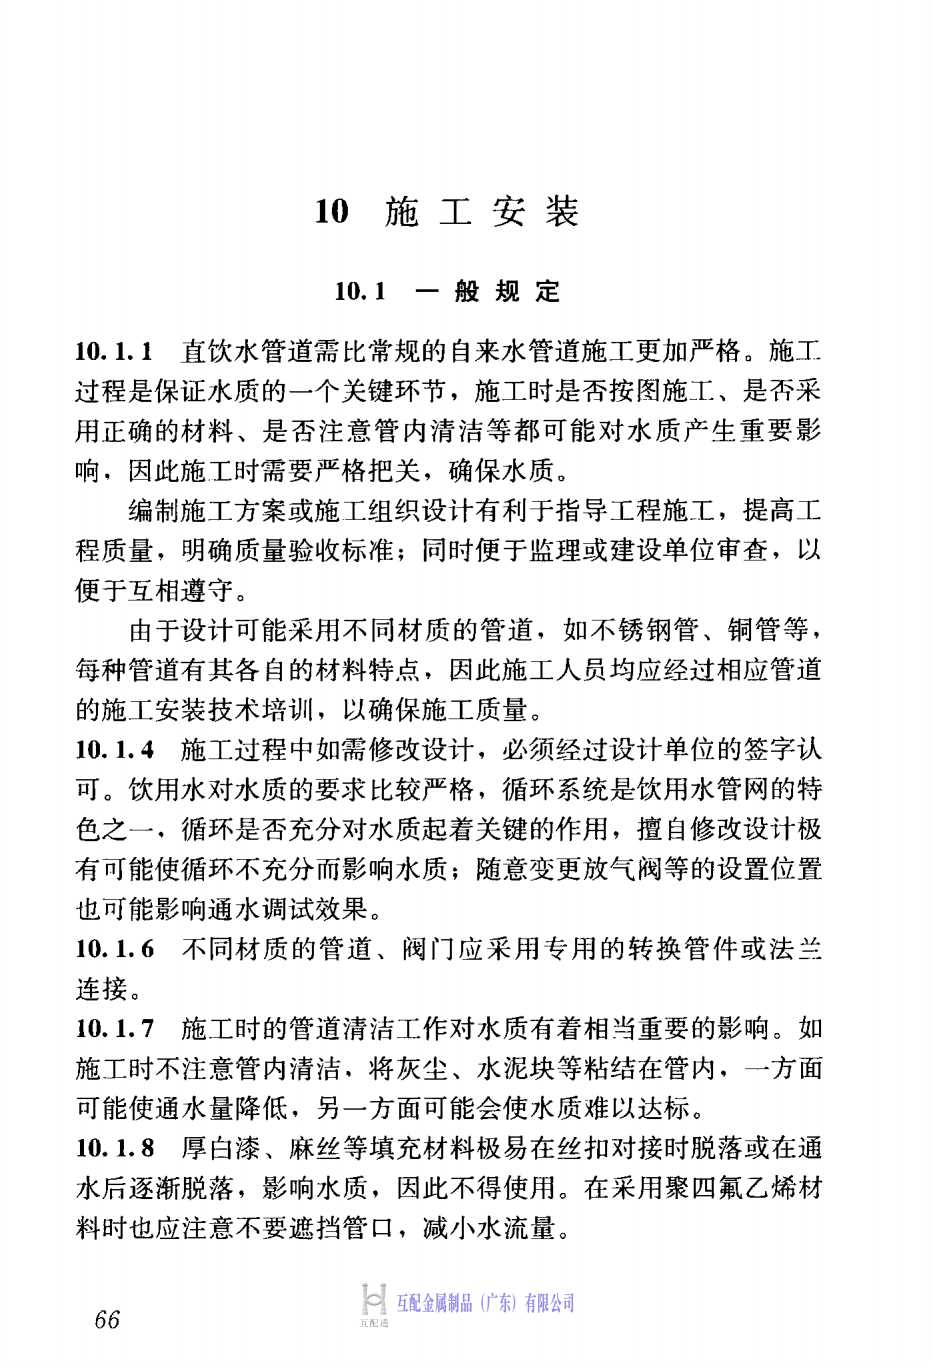 10 施工安装
10.1 一般规定
10.1.1 直饮水管道需比常规的自来水管道施工更加严格。施工
过程是保证水质的一个关键环节，施工时是否按图施工、是否采
用正确的材料、是否注意管内清洁等都可能对水质产生重要影
响，因此施工时需要严格把关，确保水质。
编制施工方案或施工组织设计有利于指导工程施工，提高工
程质量，明确质量验收标准；同时便于监理或建设单位审查，以
便于互相遵守。
由于设计可能采用不同材质的管道，如不锈钢管、铜管等，
每种管道有其各自的材料特点，因此施工人员均应经过相应管道
的施工安装技术培训，以确保施工质量。
10.1.4 施工过程中如需修改设计，必须经过设计单位的签字认
可。饮用水对水质的要求比较严格，循环系统是饮用水管网的特
色之一，循环是否充分对水质起着关键的作用，擅自修改设计极
有可能使循环不充分而影响水质；随意变更放气阀等的设置位置
也可能影响通水调试效果。
10.1.6 不同材质的管道、阀门应采用专用的转换管件或法兰
连接。
10.1.7 施工时的管道清洁工作对水质有着相当重要的影响。如
施工时不注意管内清洁，将灰尘、水泥块等粘结在管内，一方面
可能使通水量降低，另一方面可能会使水质难以达标。
10.1.8 厚白漆、麻丝等填充材料极易在丝扣对接时脱落或在通
水后逐渐脱落，影响水质，因此不得使用。在采用聚四氟乙烯材
料时也应注意不要遮挡管口，减小水流量。
互配金属制品（广东）有限公司
互配通
66